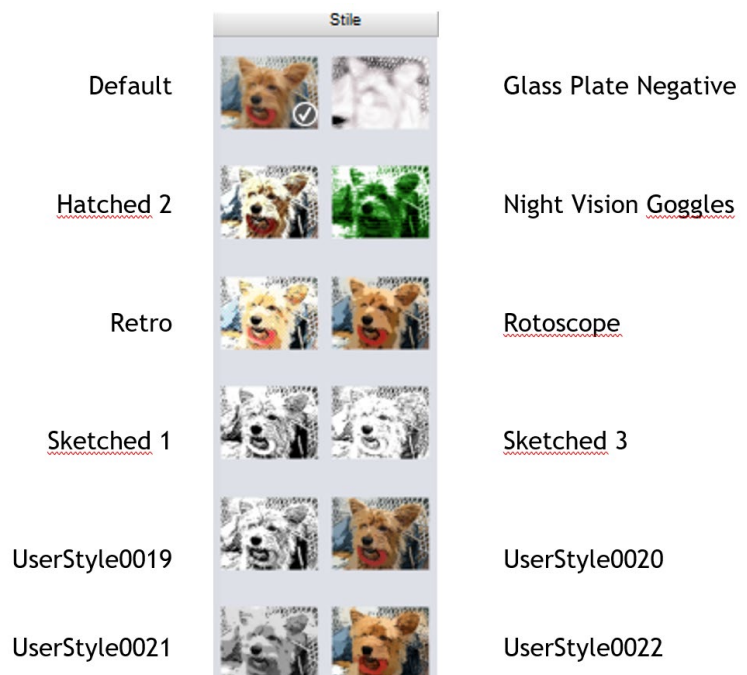 Stile
Default
Glass Plate Negative
Hatched 2
Night Vision Goggles
Retro
Rotoscope
Sketched 1
Sketched 3
UserStyle0019
UserStyle0020
UserStyle0021
UserStyle0022